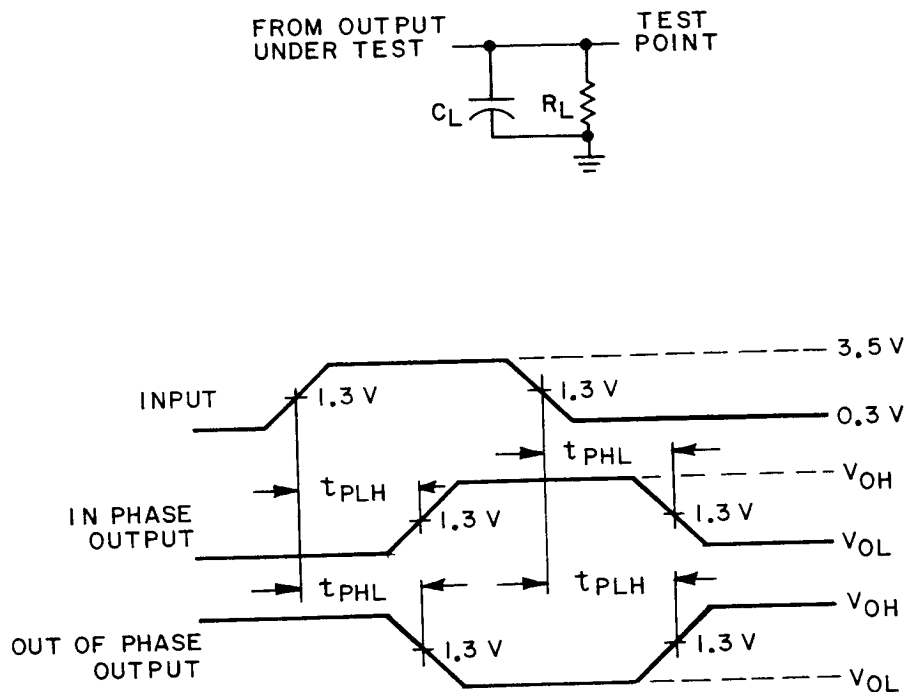 FROM OUTPUT
UNDER TEST
TEST
POINT
CL
RL
3.5 V
INPUT
1.3 V
1.3 V
0.3 V
tPHL
VOH
tPLH
IN PHASE
OUTPUT
1.3 V
1.3 V
VOL
tPHL
tPLH
VOH
OUT OF PHASE
OUTPUT
1.3 V
1.3 V
VOL